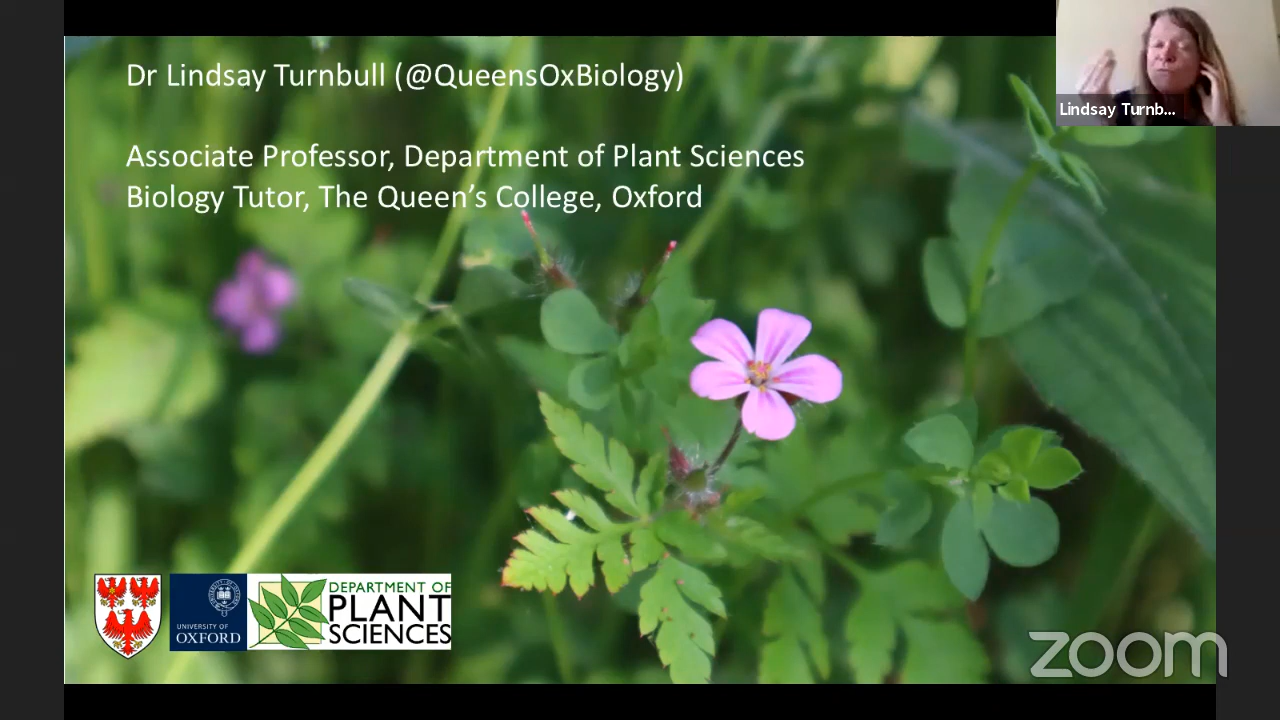 Dr Lindsay Turnbull (@QueensOxBiology)
Lindsay Turnb...
Associate Professor, Department of Plant Sciences
Biology Tutor, The Queen's College, Oxford
UNIVERSITY OF
OXFORD
DEPARTMENT OF
PLANT
SCIENCES
zoom